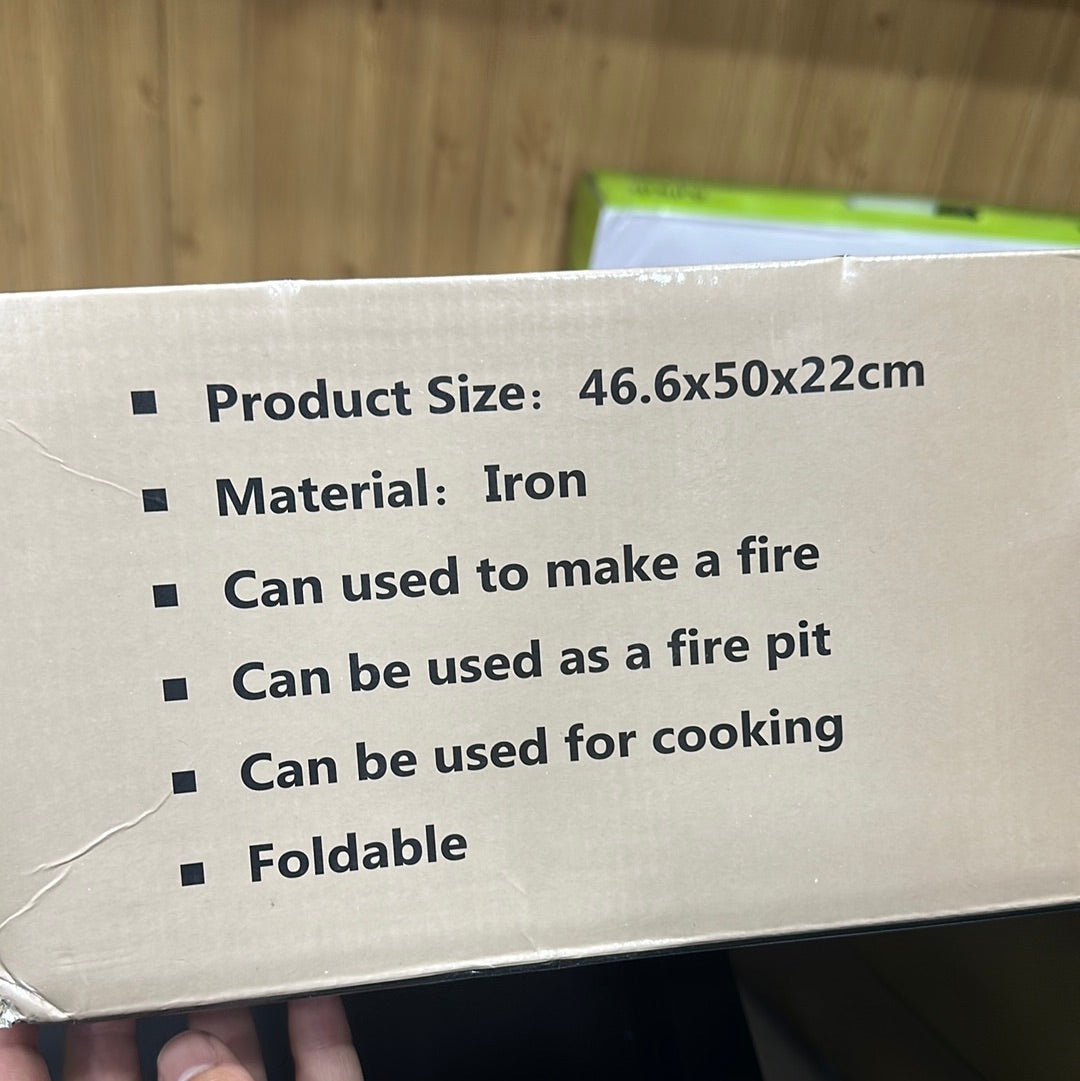 ■ Product Size： 46.6x50x22cm
■ Material： Iron
■ Can used to make a fire
■ Can be used as a fire pit
■ Can be used for cooking
■ Foldable